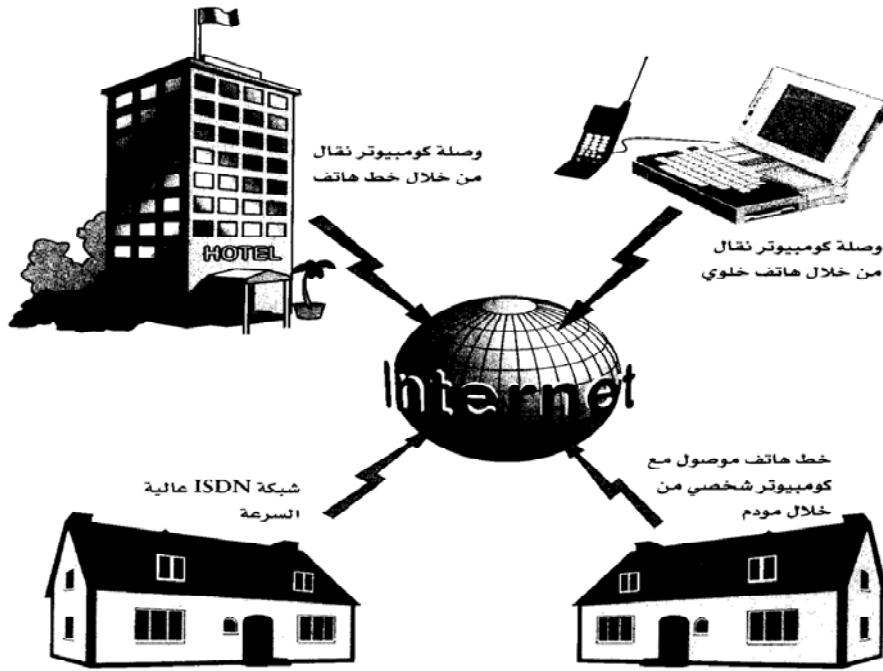 وصلة كومبيوتر نقال
من خلال خط هاتف
HOTEL
وصلة كومبيوتر نقال
من خلال هاتف خلوي
Internet
خط هاتف موصول مع
كومبيوتر شخصي من
خلال مودم
شبكة ISDN عالية
السرعة